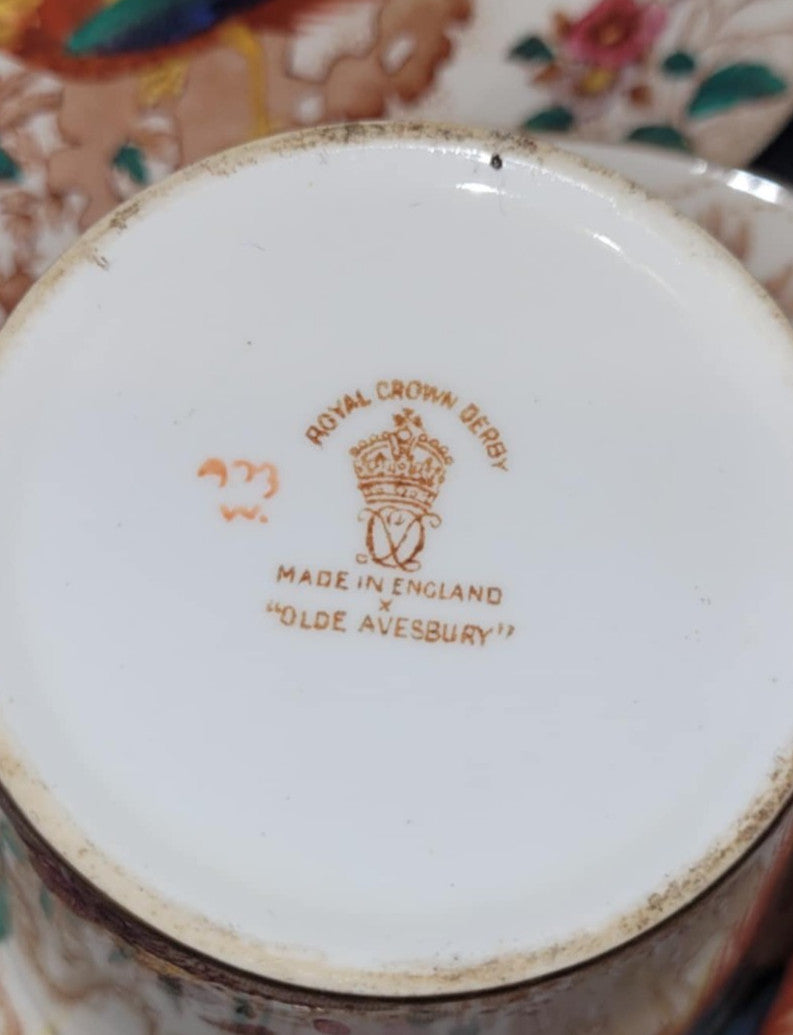 ROYAL CROWN DERBY
MADE IN ENGLAND
X
"OLDE AVESBURY"
W.